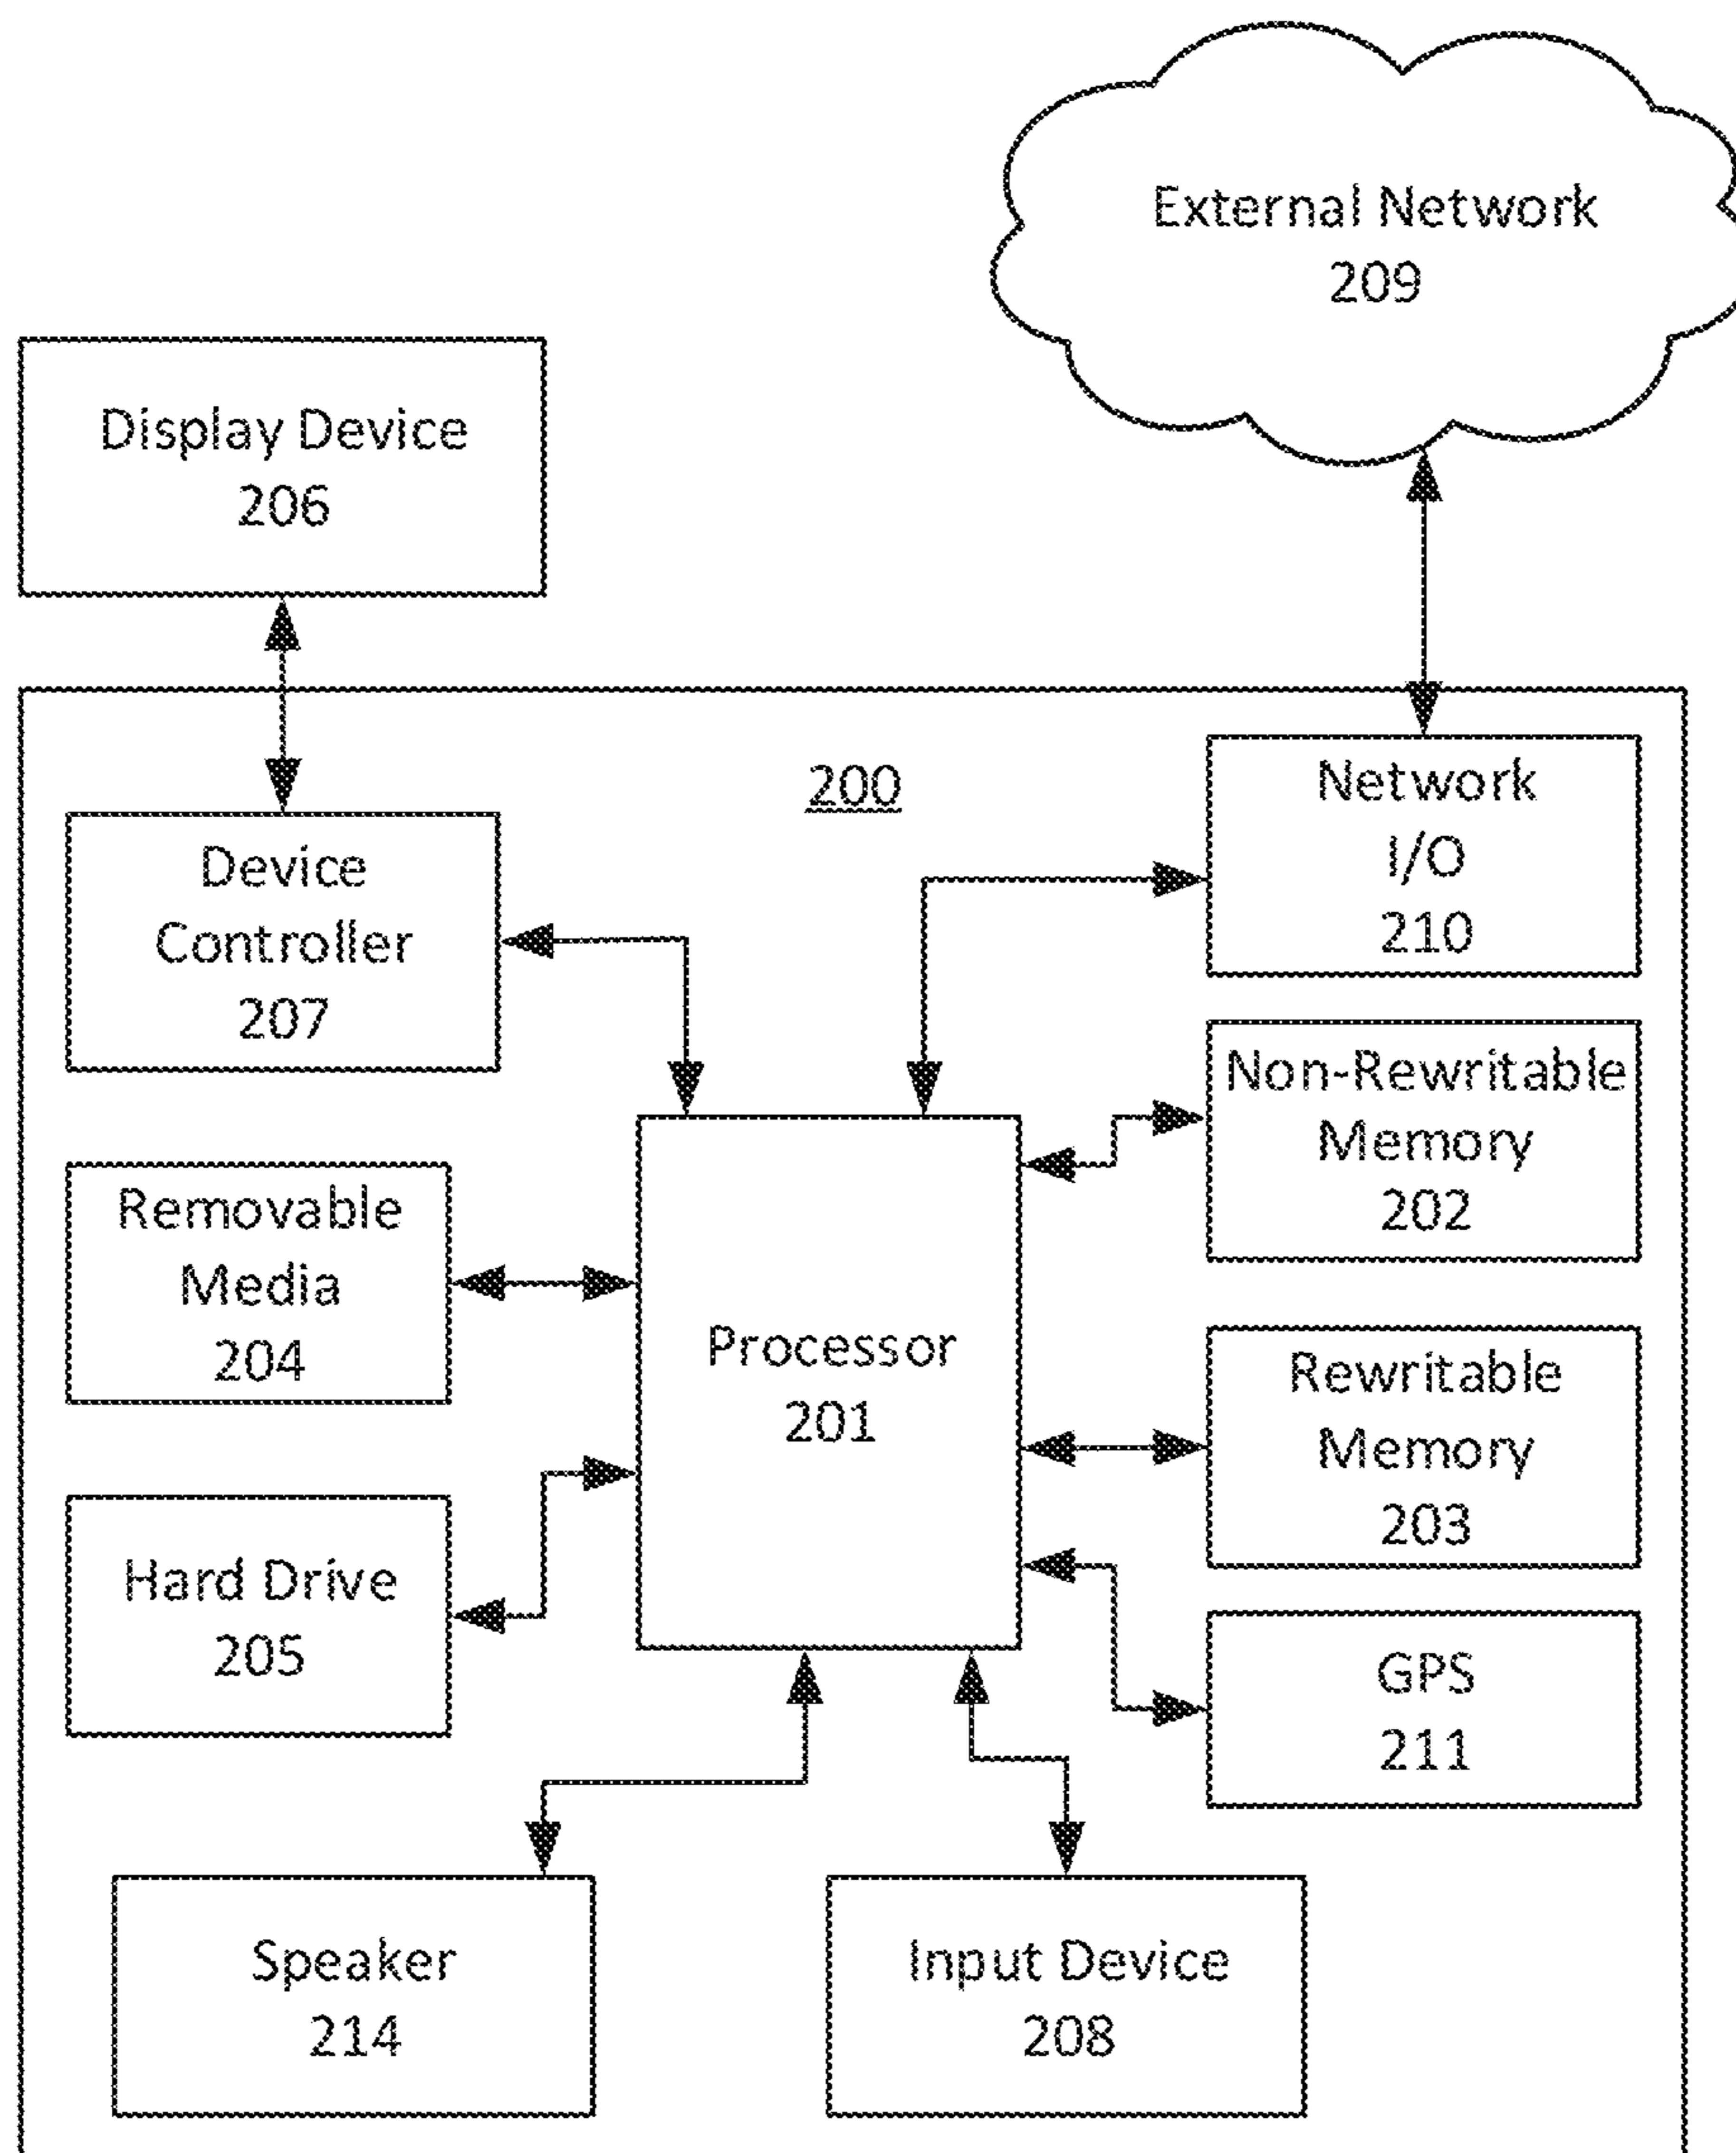 External Network
209
Display Device
206
200
Network
I/O
210
Device
Controller
207
Non-Rewritable
Memory
202
Removable
Media
204
Processor
201
Rewritable
Memory
203
Hard Drive
205
GPS
211
Speaker
214
Input Device
208